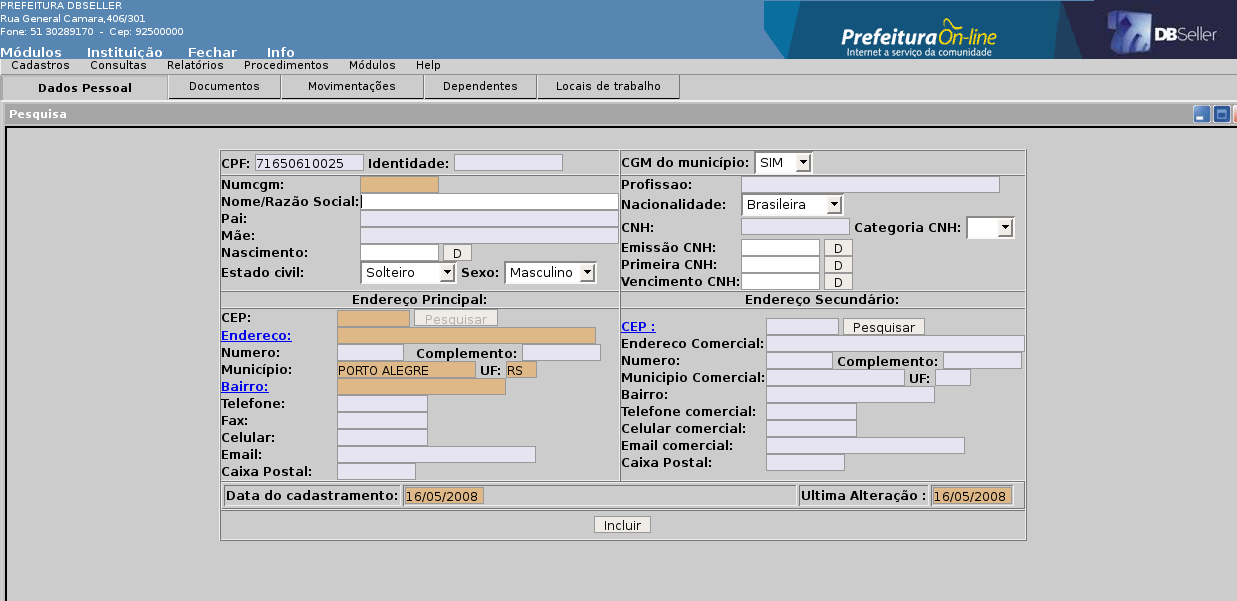 PREFEITURA DBSELLER
Rua General Camara,406/301
Fone: 51 30289170 - Cep: 92500000
Módulos Instituição Fechar Info
Prefeitura On-line
Internet a serviço da comunidade
DBSeller
Cadastros Consultas Relatórios Procedimentos Módulos Help
Dados Pessoal Documentos Movimentações Dependentes Locais de trabalho
Pesquisa
CPF: 71650610025 Identidade: CGM do município: SIM
Numcgm: Profissao:
Nome/Razão Social: Nacionalidade: Brasileira
Pai:
CNH: Categoria CNH:
Mãe:
Emissão CNH: D
Nascimento: D
Primeira CNH: D
Estado civil: Solteiro Sexo: Masculino
Vencimento CNH: D
Endereço Principal: Endereço Secundário:
CEP: Pesquisar
CEP : Pesquisar
Endereço:
Endereco Comercial:
Numero: Complemento:
Numero: Complemento:
Município: PORTO ALEGRE UF: RS
Municipio Comercial: UF:
Bairro:
Bairro:
Telefone:
Telefone comercial:
Fax:
Celular comercial:
Celular:
Email comercial:
Email:
Caixa Postal:
Caixa Postal:
Data do cadastramento: 16/05/2008 Ultima Alteração : 16/05/2008
Incluir